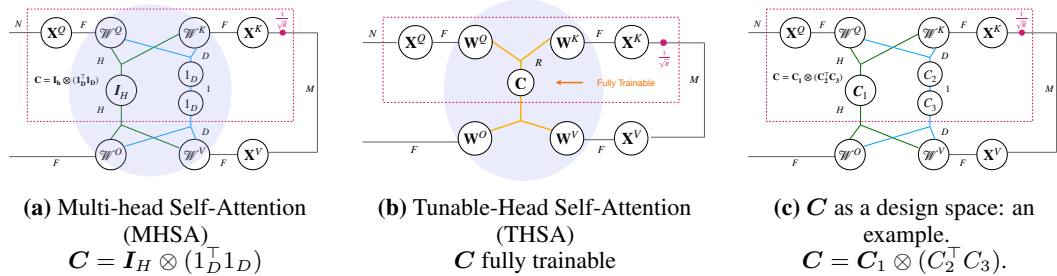 N X^Q F 𝒲^Q 𝒲^K F X^K 1/√R
H D
C = I_h ⊗ (1_D^⊤ 1_D) I_H 1_D
1 M
H 1_D
D
𝒲^O 𝒲^V F X^V
F
(a) Multi-head Self-Attention
(MHSA)
C = I_H ⊗ (1_D^⊤ 1_D)
N X^Q F W^Q W^K F X^K
R 1/√R
C Fully Trainable
M
W^O W^V F X^V
F
(b) Tunable-Head Self-Attention
(THSA)
C fully trainable
N X^Q F 𝒲^Q 𝒲^K F X^K 1/√R
H D
C = C_1 ⊗ (C_2^⊤ C_3) C_1 C_2
1 M
H C_3
D
𝒲^O 𝒲^V F X^V
F
(c) C as a design space: an
example.
C = C_1 ⊗ (C_2^⊤ C_3).